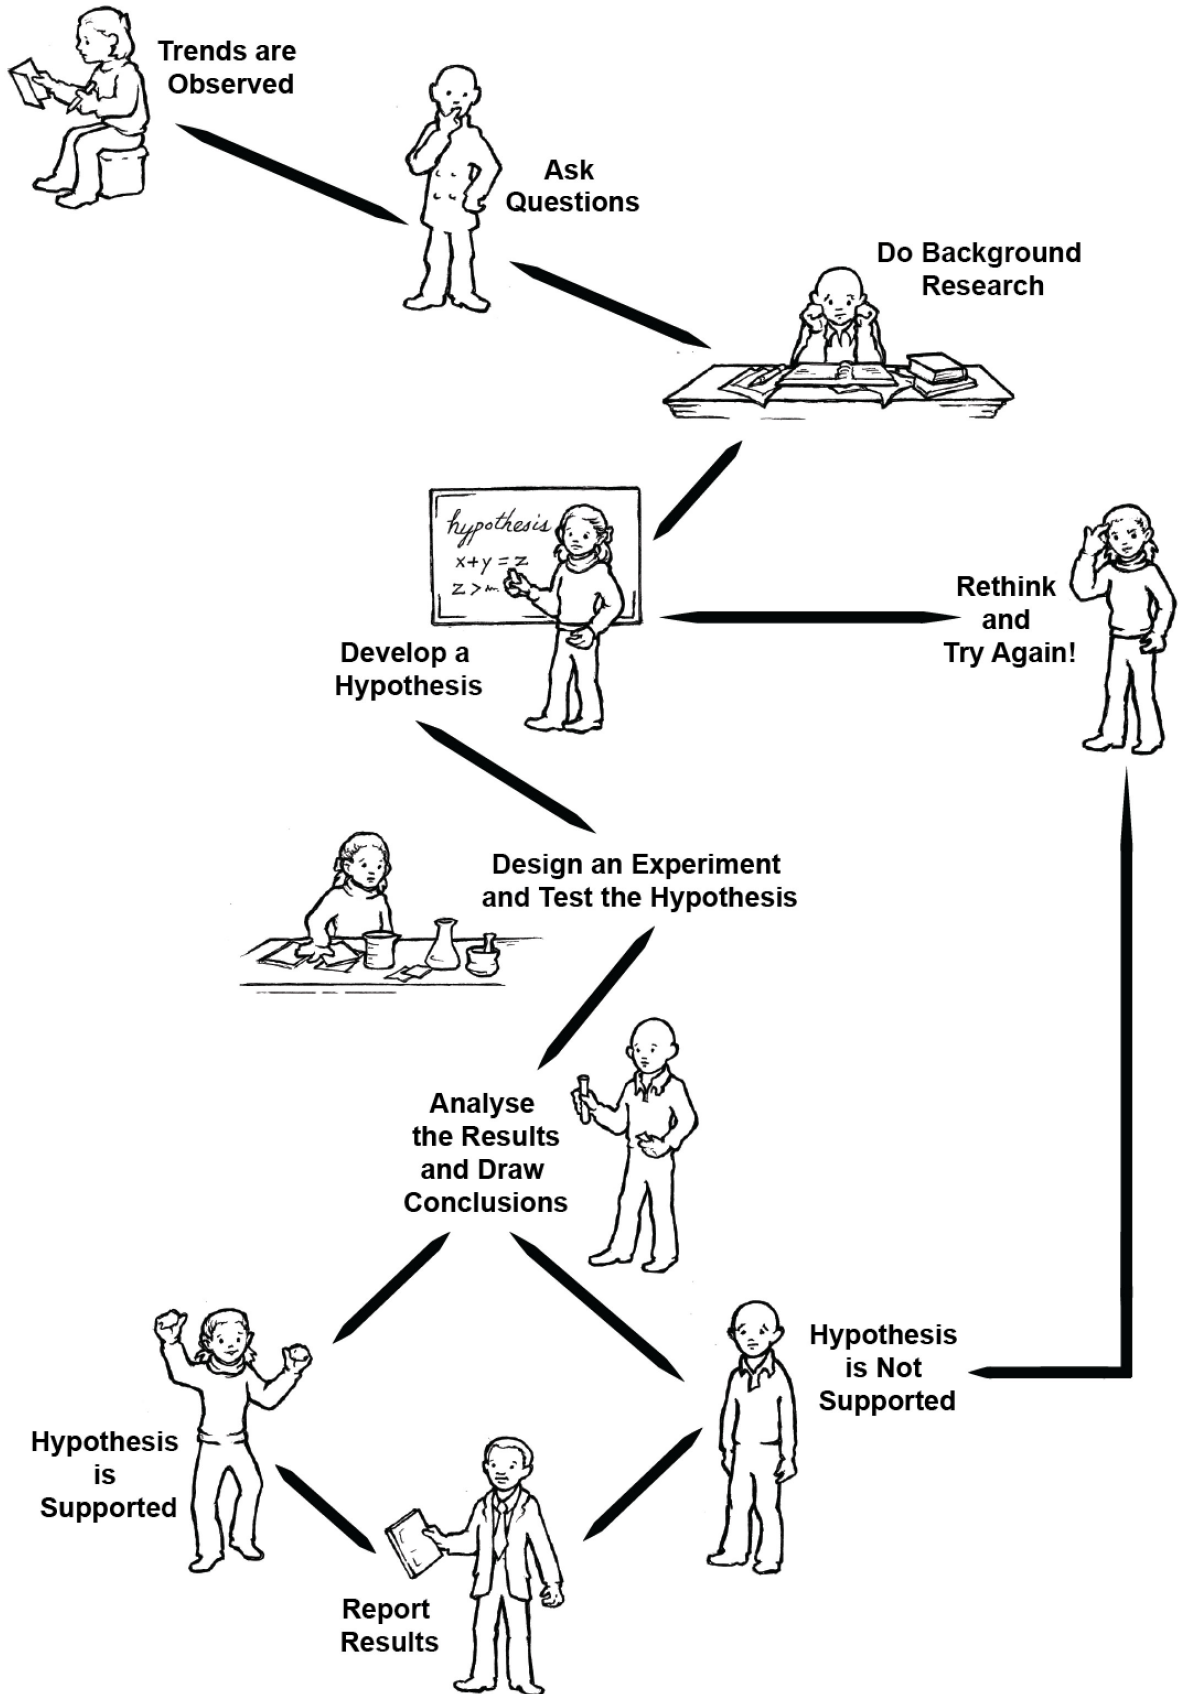 Trends are
Observed
Ask
Questions
Do Background
Research
hypothesis
x+y=z
z>
Develop a
Hypothesis
Rethink
and
Try Again!
Design an Experiment
and Test the Hypothesis
Analyse
the Results
and Draw
Conclusions
Hypothesis
is Not
Supported
Hypothesis
is
Supported
Report
Results